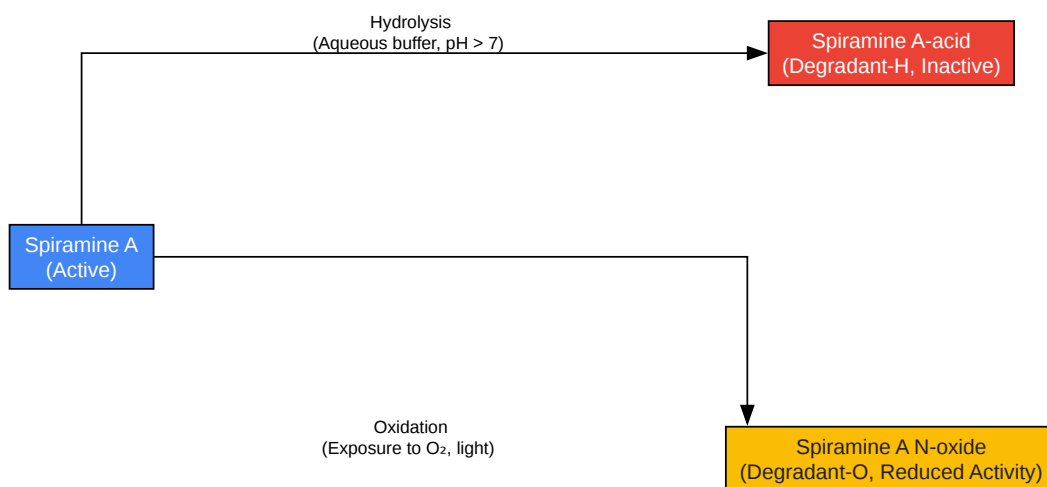 Hydrolysis
(Aqueous buffer, pH > 7)
Spiramine A-acid
(Degradant-H, Inactive)
Spiramine A
(Active)
Oxidation
(Exposure to O₂, light)
Spiramine A N-oxide
(Degradant-O, Reduced Activity)